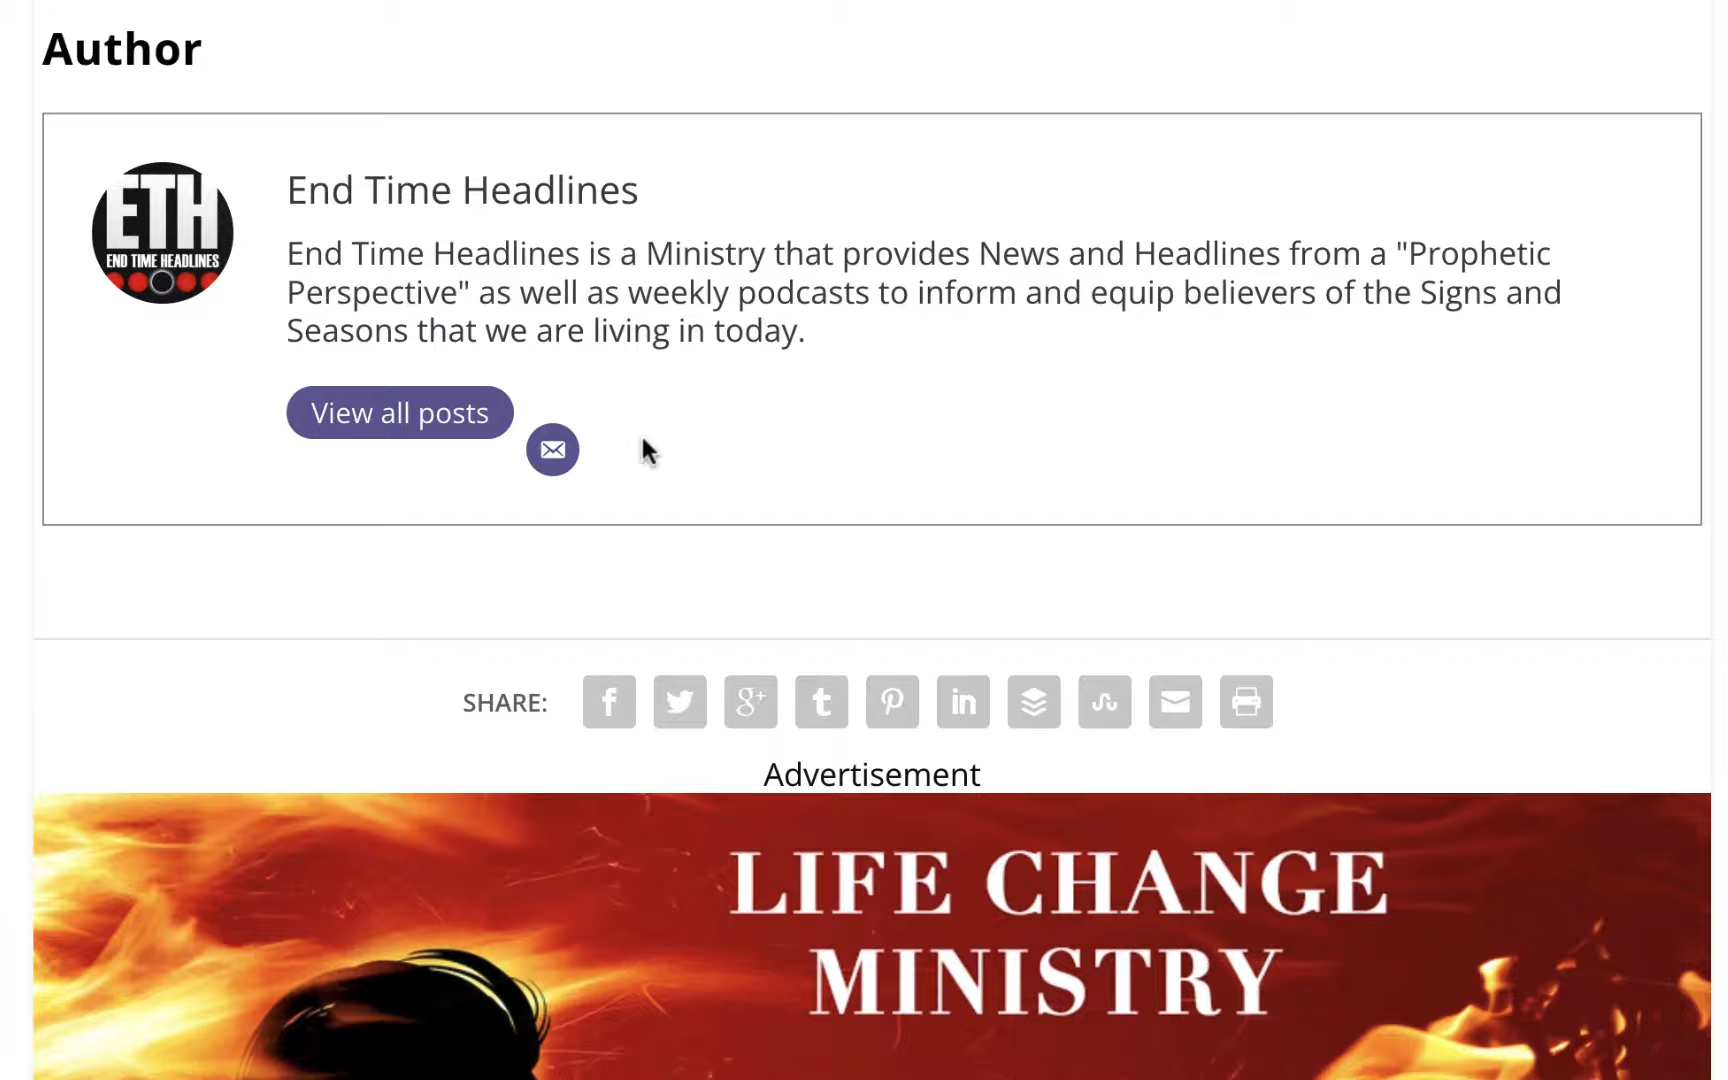 Author
ETH
END TIME HEADLINES
End Time Headlines
End Time Headlines is a Ministry that provides News and Headlines from a "Prophetic
Perspective" as well as weekly podcasts to inform and equip believers of the Signs and
Seasons that we are living in today.
View all posts
SHARE:
Advertisement
LIFE CHANGE
MINISTRY